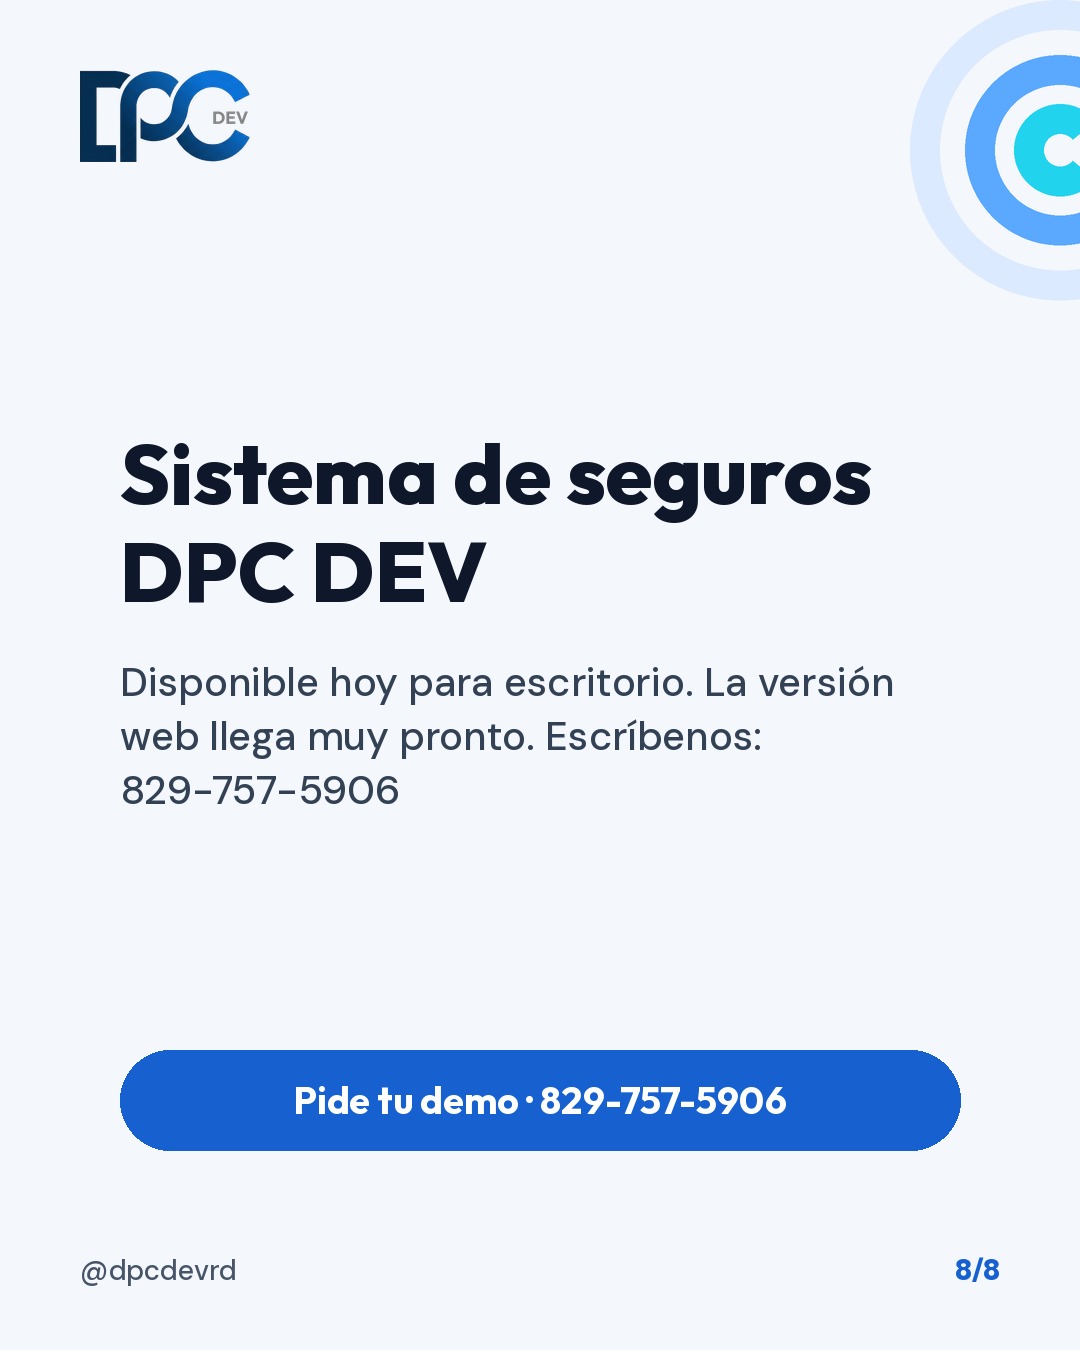 DPC
DEV
Sistema de seguros
DPC DEV
Disponible hoy para escritorio. La versión
web llega muy pronto. Escríbenos:
829-757-5906
Pide tu demo · 829-757-5906
@dpcdevrd
8/8